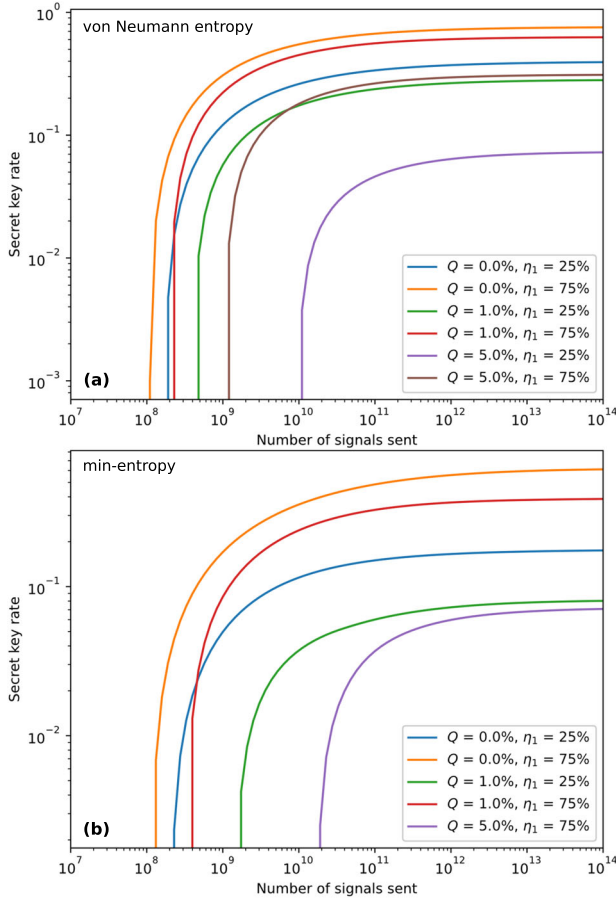 von Neumann entropy
10⁰
10⁻¹
10⁻²
10⁻³
Secret key rate
Q = 0.0%, η₁ = 25%
Q = 0.0%, η₁ = 75%
Q = 1.0%, η₁ = 25%
Q = 1.0%, η₁ = 75%
Q = 5.0%, η₁ = 25%
Q = 5.0%, η₁ = 75%
(a)
10⁷ 10⁸ 10⁹ 10¹⁰ 10¹¹ 10¹² 10¹³ 10¹⁴
Number of signals sent
min-entropy
10⁻¹
10⁻²
Secret key rate
Q = 0.0%, η₁ = 25%
Q = 0.0%, η₁ = 75%
Q = 1.0%, η₁ = 25%
Q = 1.0%, η₁ = 75%
Q = 5.0%, η₁ = 75%
(b)
10⁷ 10⁸ 10⁹ 10¹⁰ 10¹¹ 10¹² 10¹³ 10¹⁴
Number of signals sent